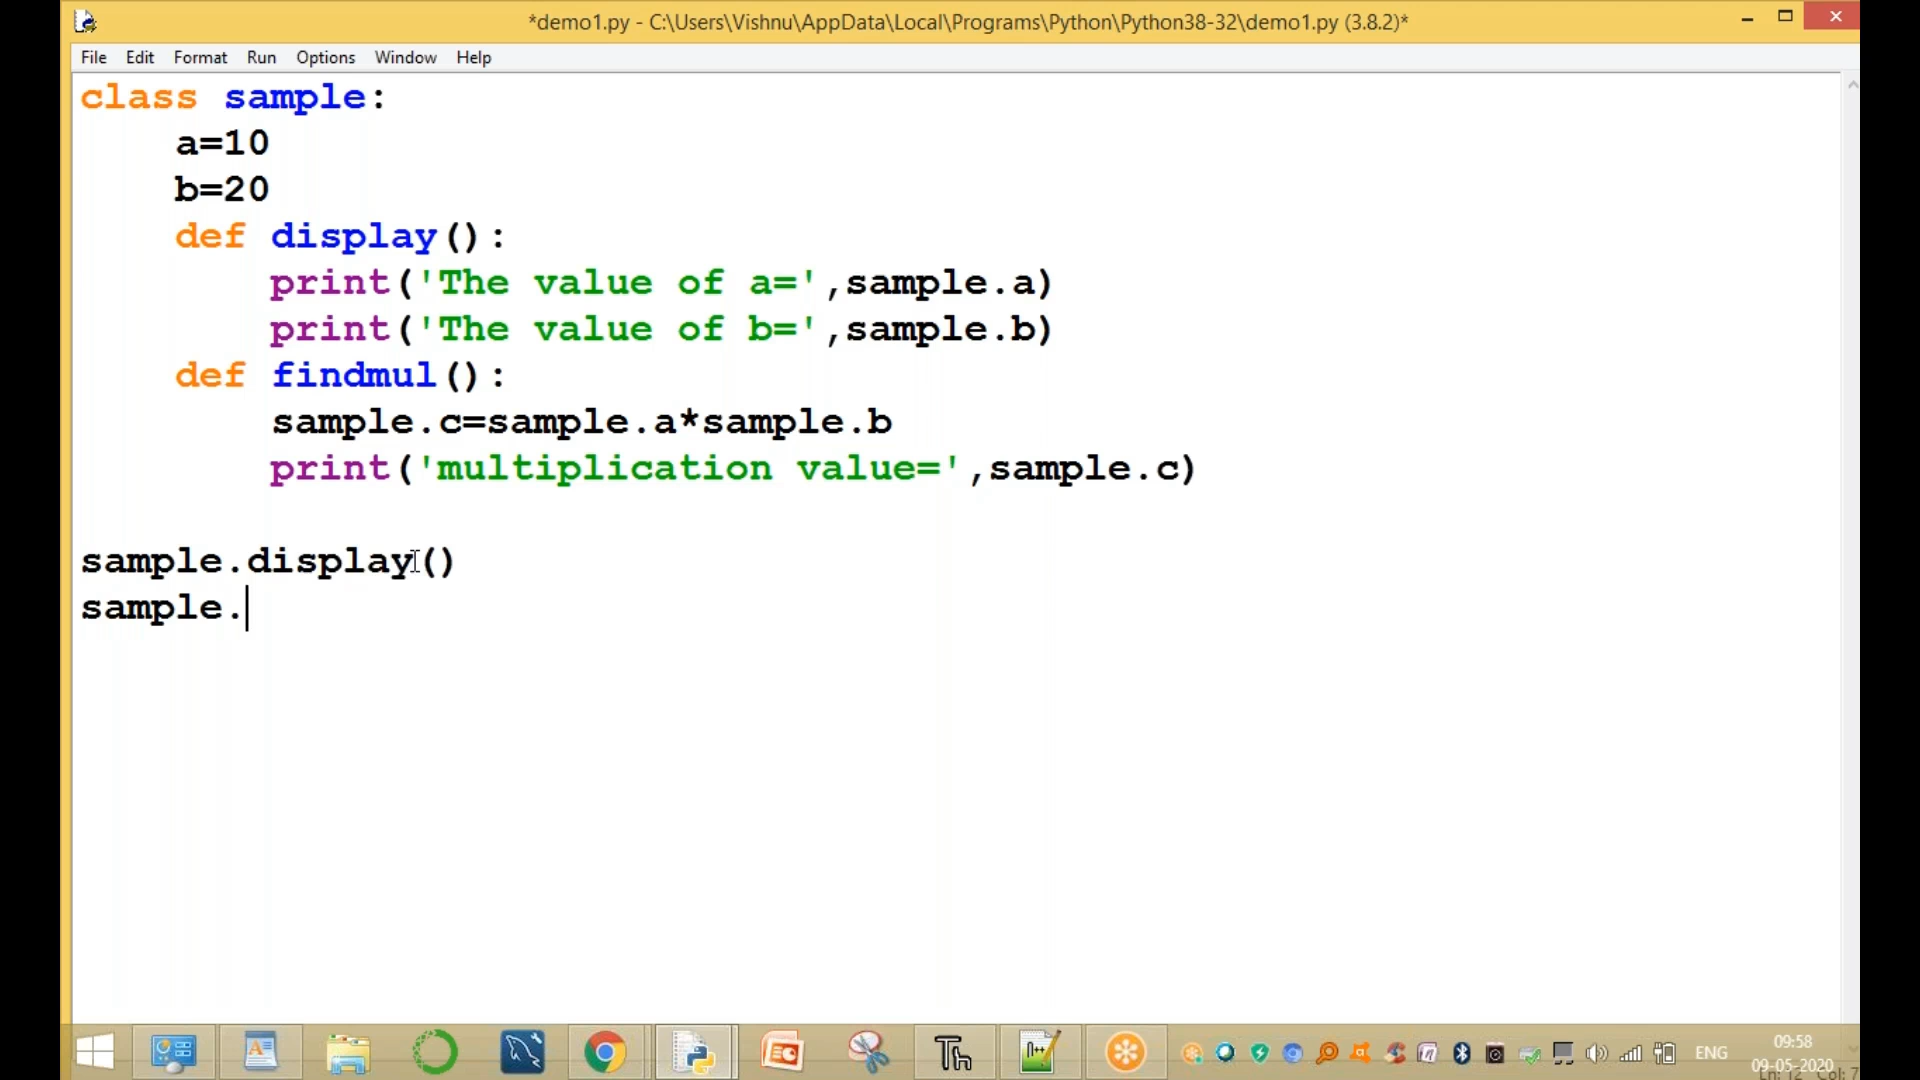 *demo1.py - C:\Users\Vishnu\AppData\Local\Programs\Python\Python38-32\demo1.py (3.8.2)*
File Edit Format Run Options Window Help
class sample:
    a=10
    b=20
    def display():
        print('The value of a=',sample.a)
        print('The value of b=',sample.b)
    def findmul():
        sample.c=sample.a*sample.b
        print('multiplication value=',sample.c)
sample.display()
sample.
ENG
09:58
09-05-2020